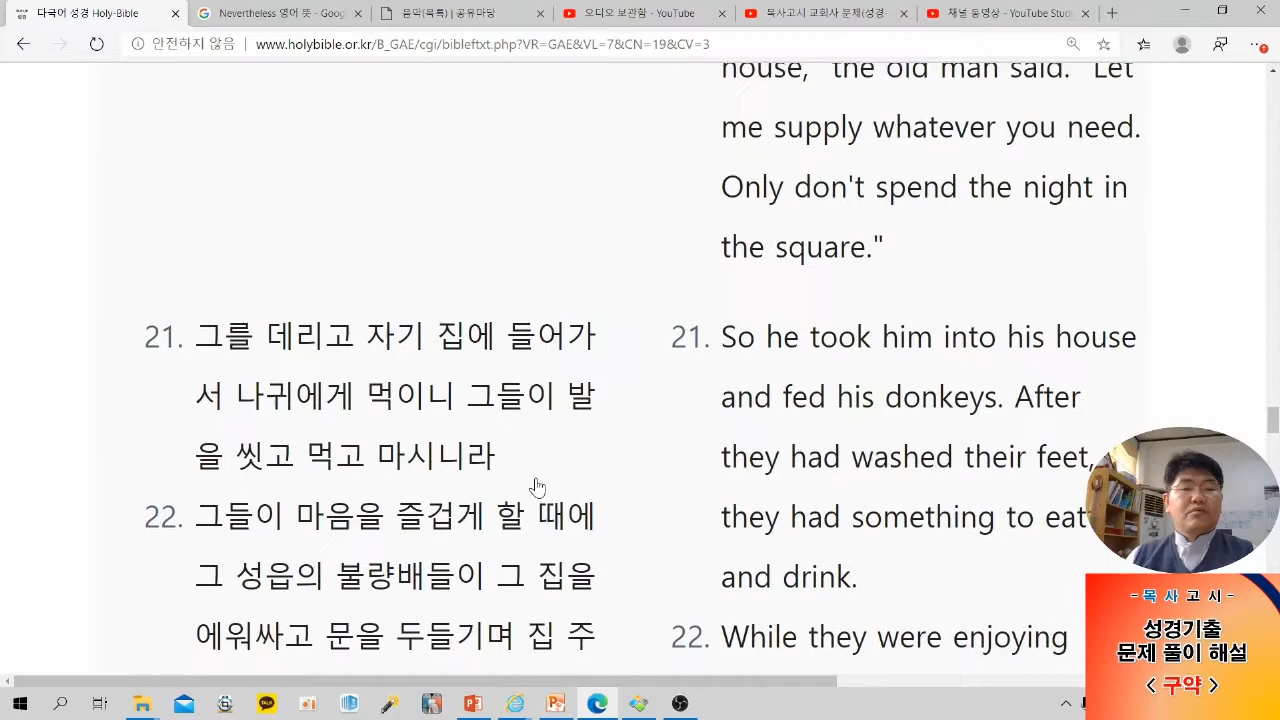 다국어 성경 Holy-Bible
Nevertheless 영어 뜻 - Goog
음악(목록) | 공유마당
오디오 보관함 - YouTube
목사고시 교회사 문제(성경-
채널 동영상 - YouTube Studi
안전하지 않음
www.holybible.or.kr/B_GAE/cgi/bibleftxt.php?VR=GAE&VL=7&CN=19&CV=3
house," the old man said. "Let
me supply whatever you need.
Only don't spend the night in
the square."
21. 그를 데리고 자기 집에 들어가
서 나귀에게 먹이니 그들이 발
을 씻고 먹고 마시니라
22. 그들이 마음을 즐겁게 할 때에
그 성읍의 불량배들이 그 집을
에워싸고 문을 두들기며 집 주
21. So he took him into his house
and fed his donkeys. After
they had washed their feet,
they had something to eat
and drink.
22. While they were enjoying
- 목 사 고 시 -
성경기출
문제 풀이 해설
< 구약 >